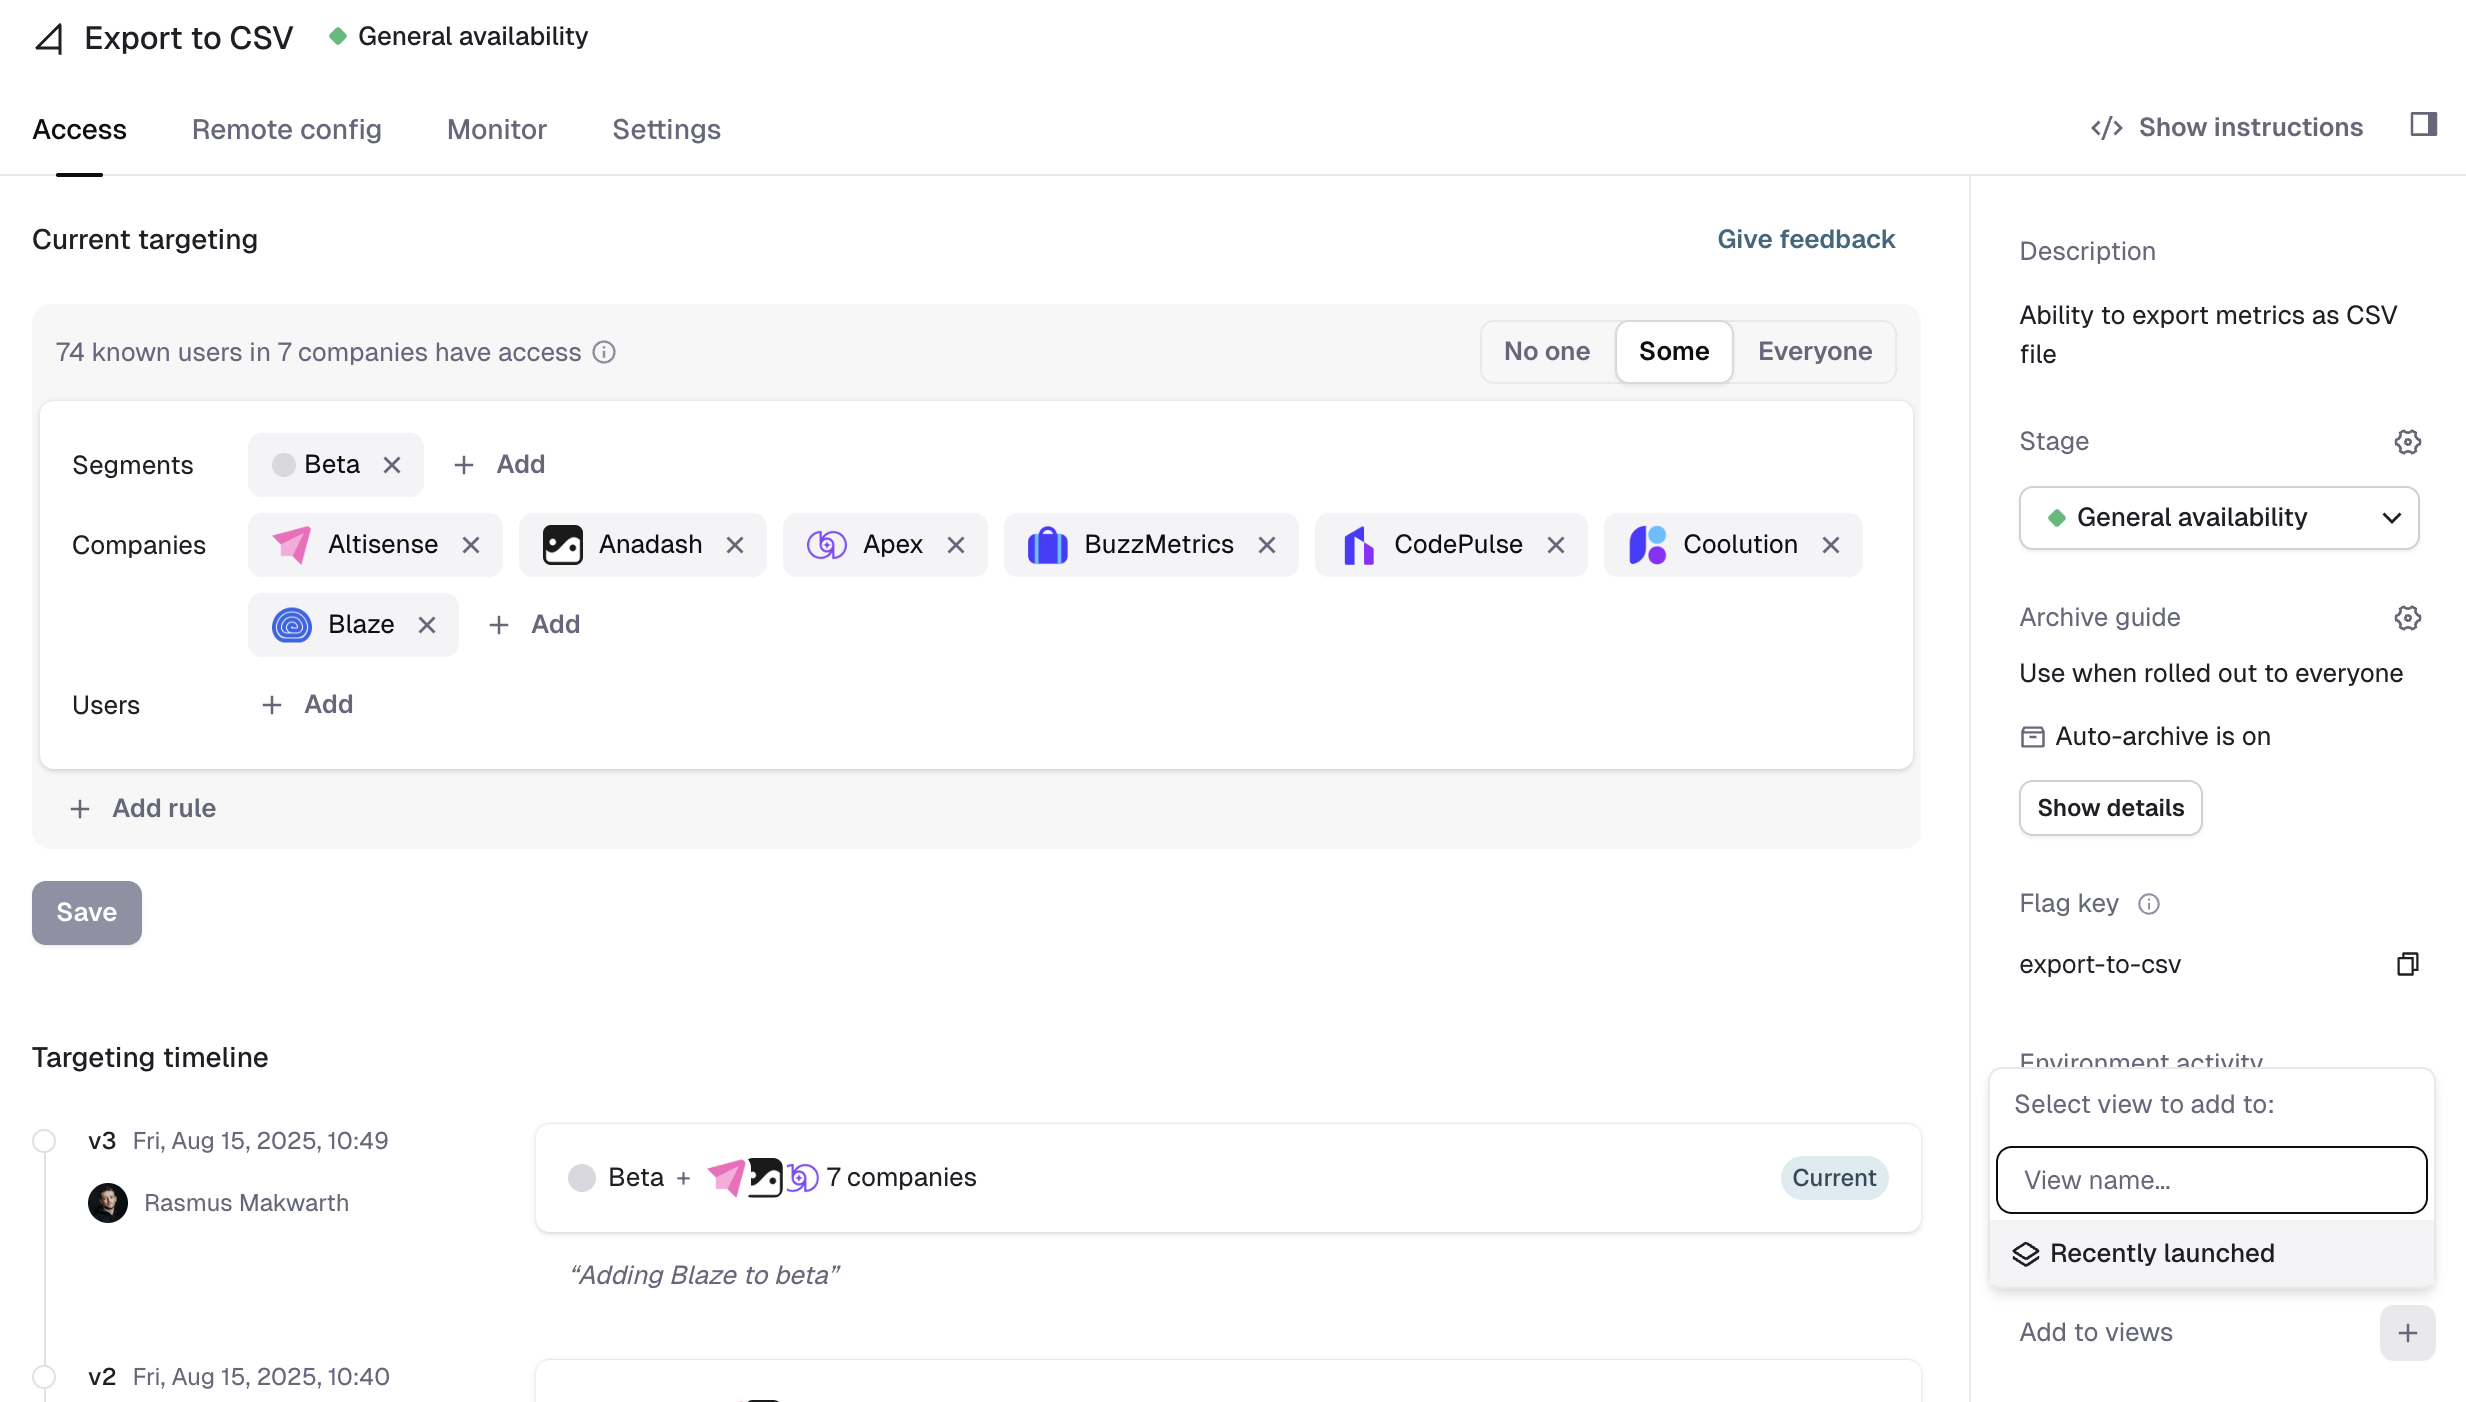 Export to CSV
General availability
Access
Remote config
Monitor
Settings
Show instructions
Current targeting
Give feedback
74 known users in 7 companies have access
No one
Some
Everyone
Segments
Beta
Add
Companies
Altisense
Anadash
Apex
BuzzMetrics
CodePulse
Coolution
Blaze
Add
Users
Add
Add rule
Save
Targeting timeline
v3 Fri, Aug 15, 2025, 10:49
Rasmus Makwarth
Beta + 7 companies
Current
“Adding Blaze to beta”
v2 Fri, Aug 15, 2025, 10:40
Description
Ability to export metrics as CSV
file
Stage
General availability
Archive guide
Use when rolled out to everyone
Auto-archive is on
Show details
Flag key
export-to-csv
Environment activity
Select view to add to:
View name...
Recently launched
Add to views